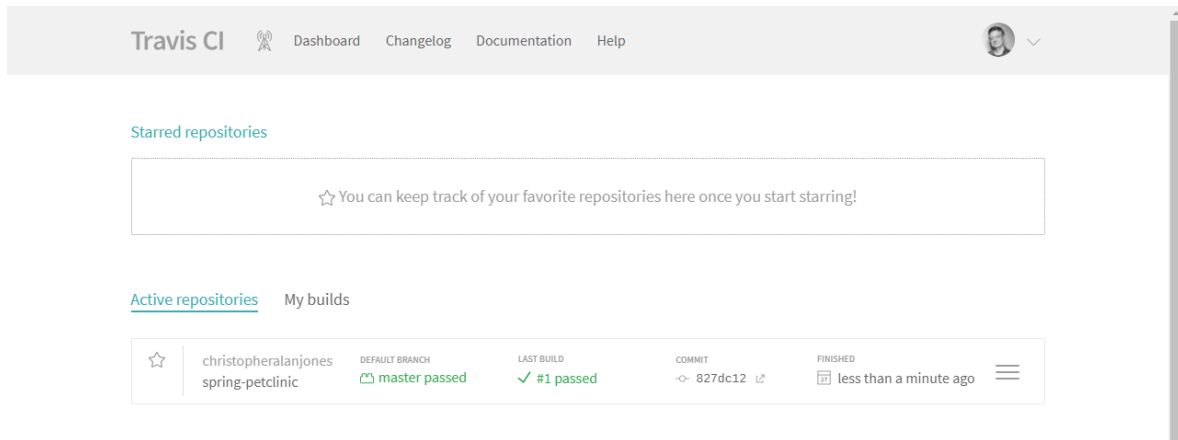 Travis CI Dashboard Changelog Documentation Help
Starred repositories
You can keep track of your favorite repositories here once you start starring!
Active repositories My builds
christopheralanjones DEFAULT BRANCH LAST BUILD COMMIT FINISHED
spring-petclinic master passed #1 passed 827dc12 less than a minute ago